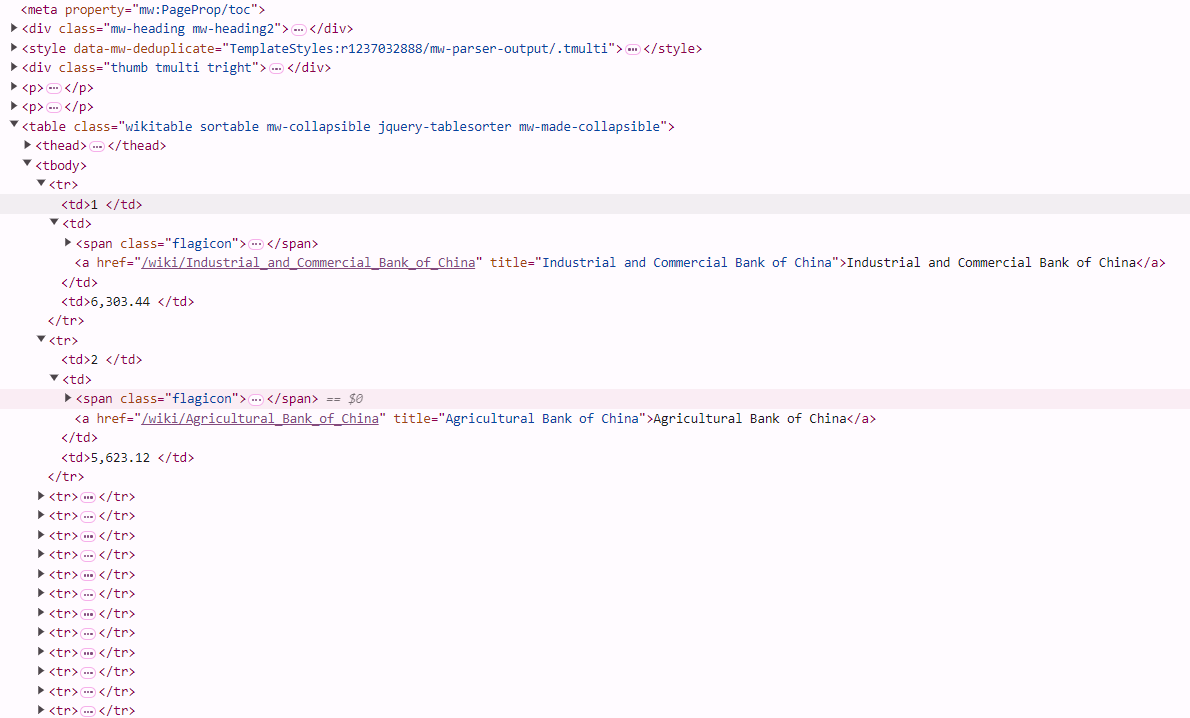 <meta property="mw:PageProp/toc">
<div class="mw-heading mw-heading2">…</div>
<style data-mw-deduplicate="TemplateStyles:r1237032888/mw-parser-output/.tmulti">…</style>
<div class="thumb tmulti tright">…</div>
<p>…</p>
<p>…</p>
<table class="wikitable sortable mw-collapsible jquery-tablesorter mw-made-collapsible">
<thead>…</thead>
<tbody>
<tr>
<td>1 </td>
<td>
<span class="flagicon">…</span>
<a href="/wiki/Industrial_and_Commercial_Bank_of_China" title="Industrial and Commercial Bank of China">Industrial and Commercial Bank of China</a>
</td>
<td>6,303.44 </td>
</tr>
<tr>
<td>2 </td>
<td>
<span class="flagicon">…</span> == $0
<a href="/wiki/Agricultural_Bank_of_China" title="Agricultural Bank of China">Agricultural Bank of China</a>
</td>
<td>5,623.12 </td>
</tr>
<tr>…</tr>
<tr>…</tr>
<tr>…</tr>
<tr>…</tr>
<tr>…</tr>
<tr>…</tr>
<tr>…</tr>
<tr>…</tr>
<tr>…</tr>
<tr>…</tr>
<tr>…</tr>
<tr>…</tr>